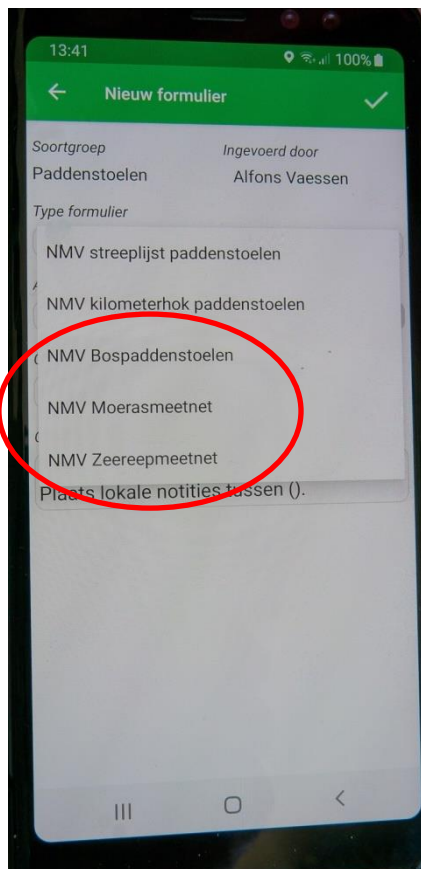 13:41 100%
Nieuw formulier
Soortgroep Ingevoerd door
Paddenstoelen Alfons Vaessen
Type formulier
NMV streeplijst paddenstoelen
NMV kilometerhok paddenstoelen
NMV Bospaddenstoelen
NMV Moerasmeetnet
NMV Zeereepmeetnet
Plaats lokale notities tussen ().